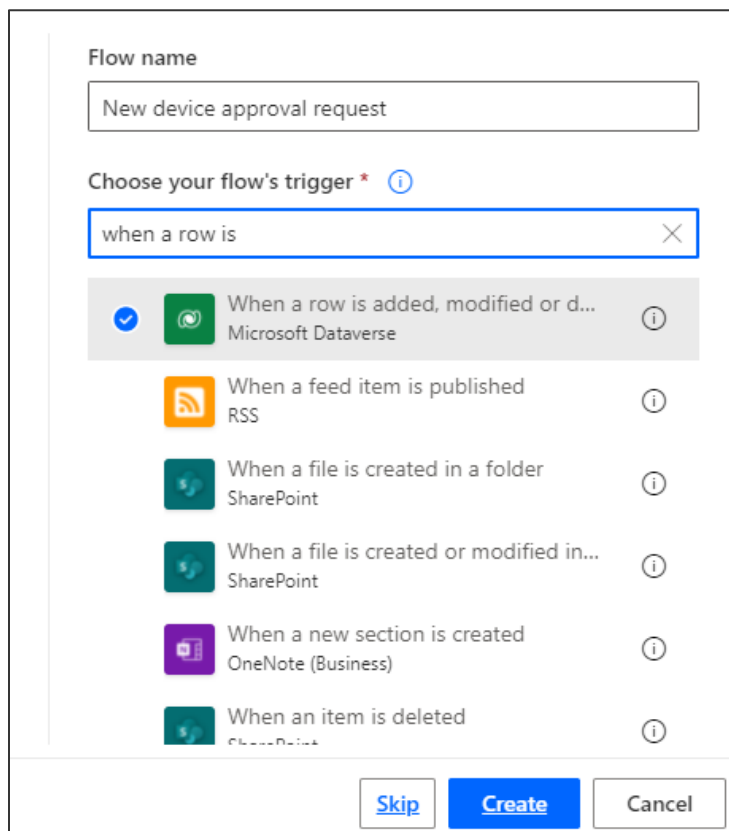 Flow name
New device approval request
Choose your flow's trigger *
when a row is
When a row is added, modified or d...
Microsoft Dataverse
When a feed item is published
RSS
When a file is created in a folder
SharePoint
When a file is created or modified in...
SharePoint
When a new section is created
OneNote (Business)
When an item is deleted
SharePoint
Skip
Create
Cancel